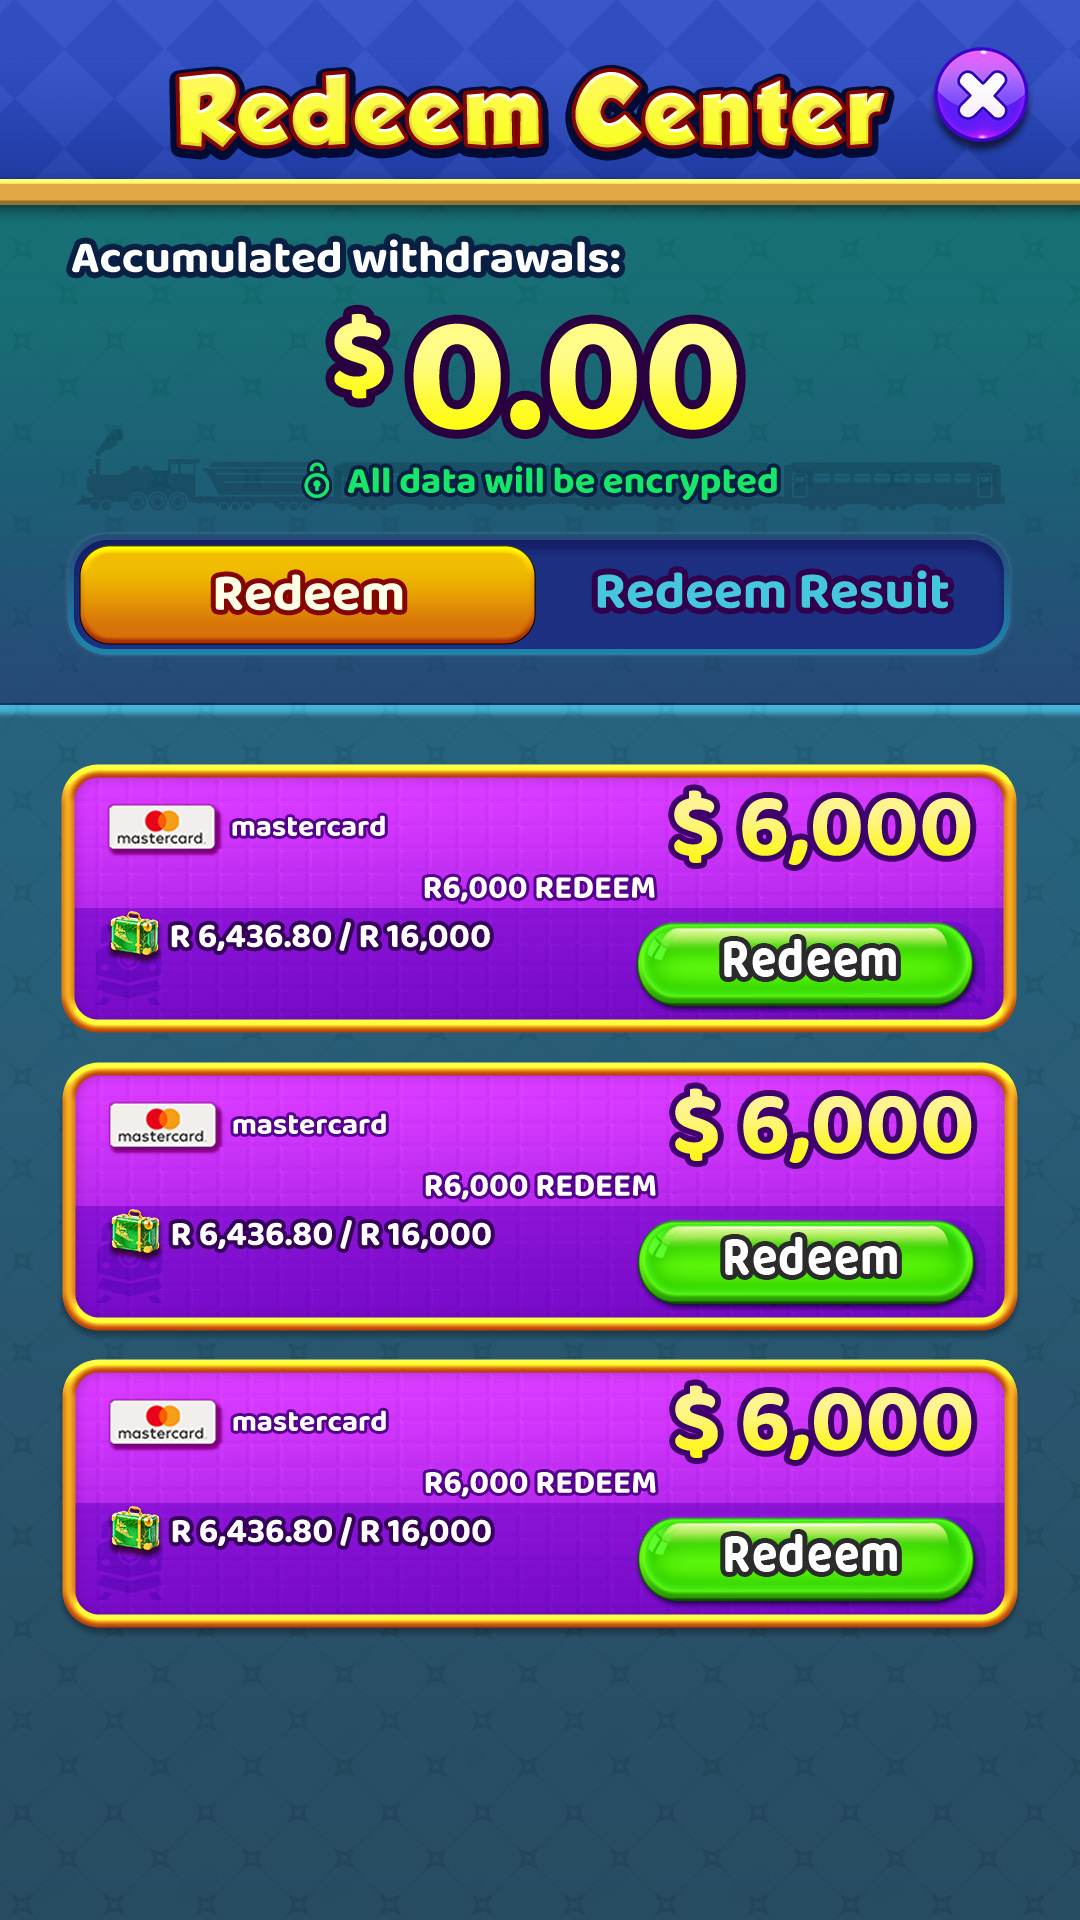 Redeem Center
Accumulated withdrawals:
$ 0.00
All data will be encrypted
Redeem
Redeem Resuit
mastercard
mastercard
$ 6,000
R6,000 REDEEM
R 6,436.80 / R 16,000
Redeem
mastercard
mastercard
$ 6,000
R6,000 REDEEM
R 6,436.80 / R 16,000
Redeem
mastercard
mastercard
$ 6,000
R6,000 REDEEM
R 6,436.80 / R 16,000
Redeem